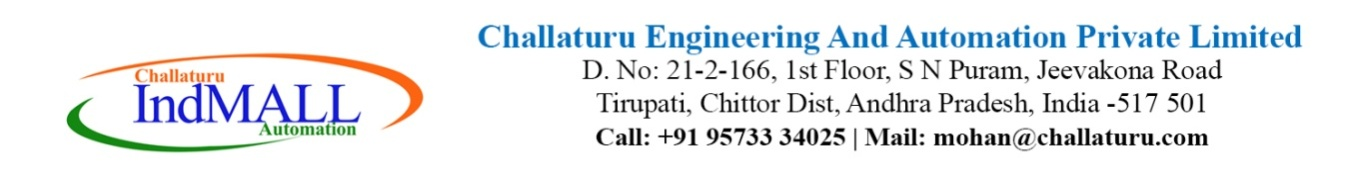 Challaturu
IndMALL
Automation
Challaturu Engineering And Automation Private Limited
D. No: 21-2-166, 1st Floor, S N Puram, Jeevakona Road
Tirupati, Chittor Dist, Andhra Pradesh, India -517 501
Call: +91 95733 34025 | Mail: mohan@challaturu.com